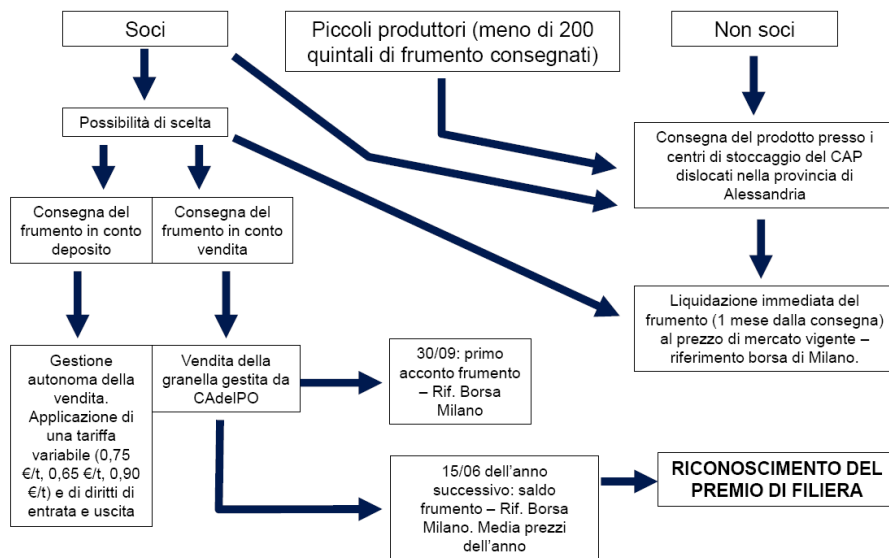 Soci
Piccoli produttori (meno di 200
quintali di frumento consegnati)
Non soci
Possibilità di scelta
Consegna del prodotto presso i
centri di stoccaggio del CAP
dislocati nella provincia di
Alessandria
Consegna del
frumento in conto
deposito
Consegna del
frumento in conto
vendita
Liquidazione immediata del
frumento (1 mese dalla consegna)
al prezzo di mercato vigente –
riferimento borsa di Milano.
Gestione
autonoma della
vendita.
Applicazione di
una tariffa
variabile (0,75
€/t, 0,65 €/t, 0,90
€/t) e di diritti di
entrata e uscita
Vendita della
granella gestita da
CAdelPO
30/09: primo
acconto frumento
– Rif. Borsa
Milano
15/06 dell’anno
successivo: saldo
frumento – Rif. Borsa
Milano. Media prezzi
dell’anno
RICONOSCIMENTO DEL
PREMIO DI FILIERA